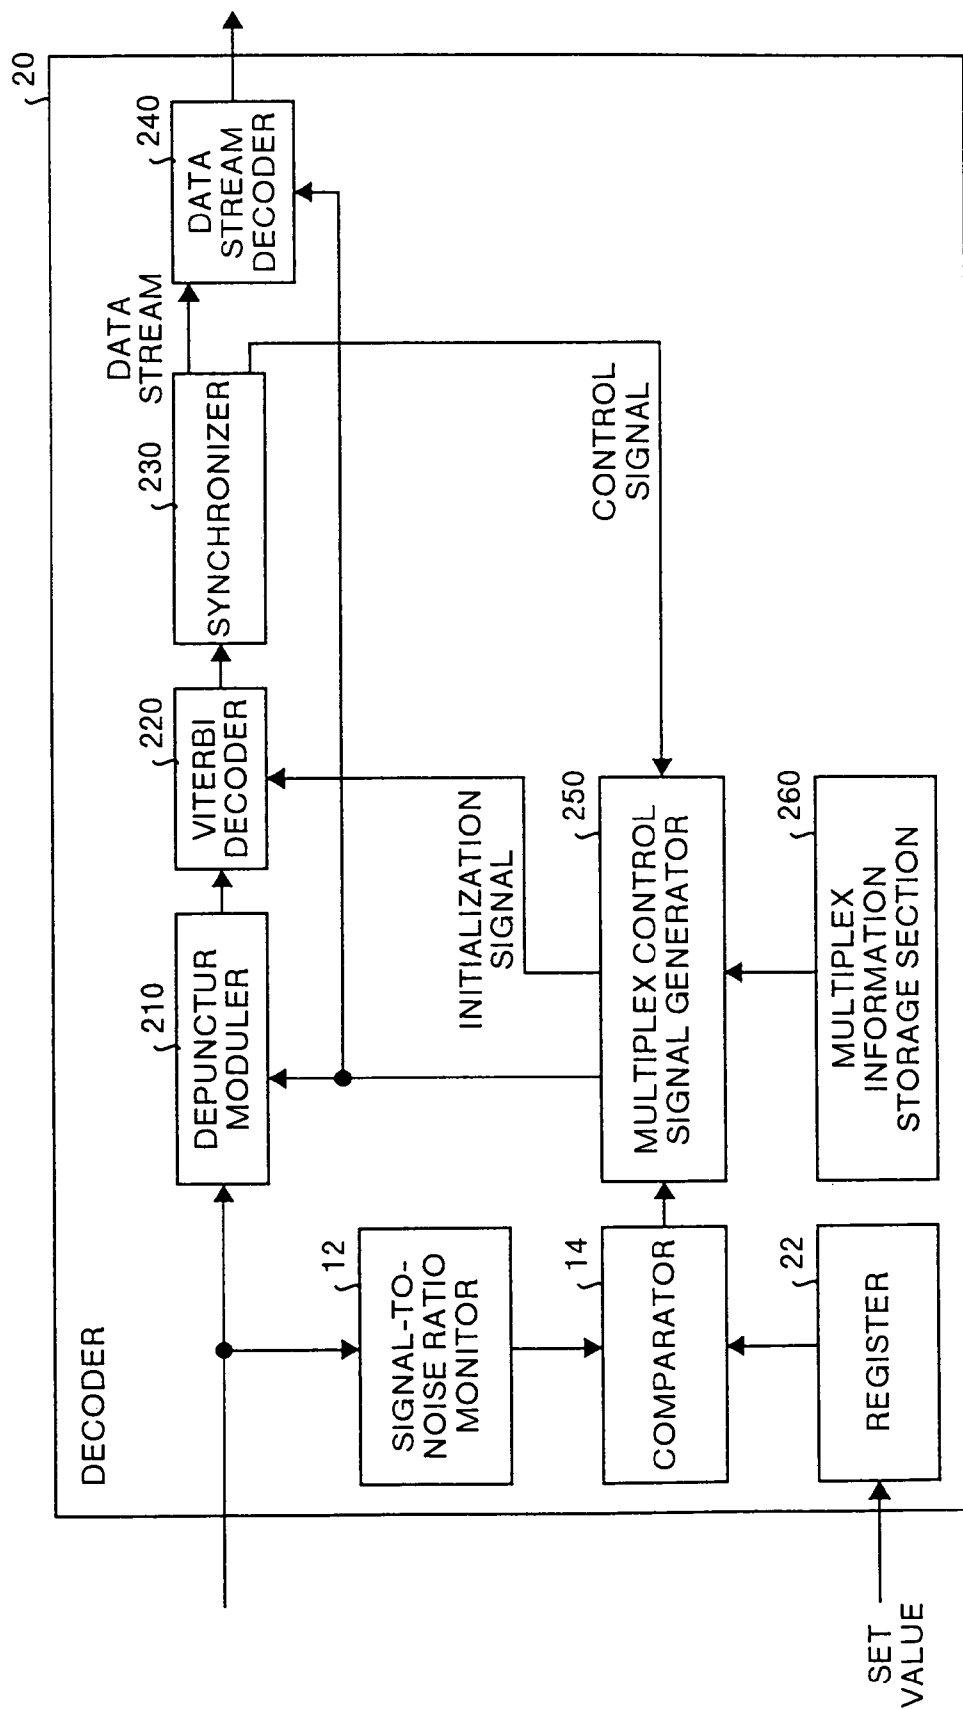 20
DECODER
210
DEPUNCTUR
MODULER
220
VITERBI
DECODER
230
SYNCHRONIZER
DATA
STREAM
240
DATA
STREAM
DECODER
12
SIGNAL-TO-
NOISE RATIO
MONITOR
INITIALIZATION
SIGNAL
CONTROL
SIGNAL
14
COMPARATOR
250
MULTIPLEX CONTROL
SIGNAL GENERATOR
22
REGISTER
260
MULTIPLEX
INFORMATION
STORAGE SECTION
SET
VALUE